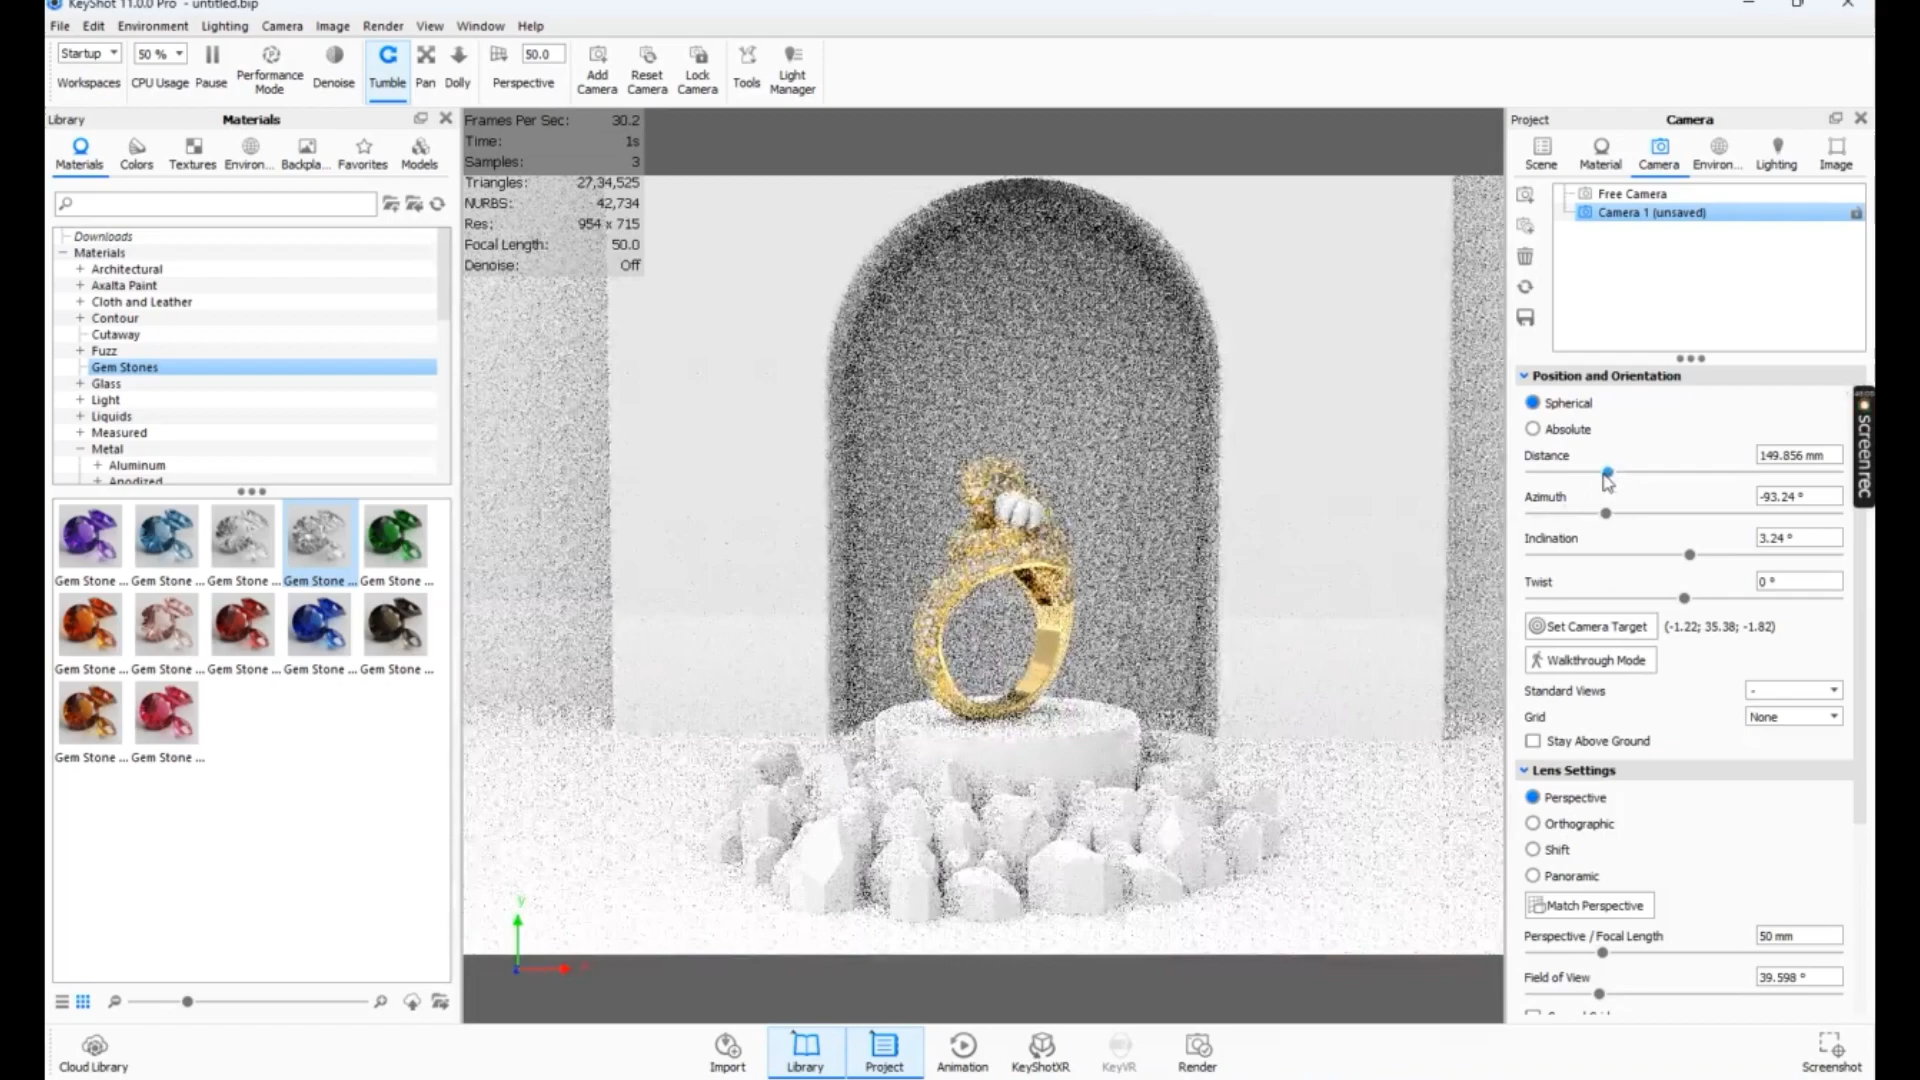 KeyShot 11.0.0 Pro - untitled.bip
File Edit Environment Lighting Camera Image Render View Window Help
Startup 50 % 50.0
Workspaces CPU Usage Pause Performance Mode Denoise Tumble Pan Dolly Perspective Add Camera Reset Camera Lock Camera Tools Light Manager
Library Materials
Materials Colors Textures Environ... Backpla... Favorites Models
Downloads
Materials
Architectural
Axalta Paint
Cloth and Leather
Contour
Cutaway
Fuzz
Gem Stones
Glass
Light
Liquids
Measured
Metal
Aluminum
Anodized
Gem Stone ... Gem Stone ... Gem Stone ... Gem Stone ... Gem Stone ...
Gem Stone ... Gem Stone ... Gem Stone ... Gem Stone ... Gem Stone ...
Gem Stone ... Gem Stone ...
Frames Per Sec: 30.2
Time: 1s
Samples: 3
Triangles: 27,34,525
NURBS: 42,734
Res: 954 x 715
Focal Length: 50.0
Denoise: Off
y
Project Camera
Scene Material Camera Environ... Lighting Image
Free Camera
Camera 1 (unsaved)
Position and Orientation
Spherical
Absolute
Distance 149.856 mm
Azimuth -93.24 °
Inclination 3.24 °
Twist 0 °
Set Camera Target (-1.22; 35.38; -1.82)
Walkthrough Mode
Standard Views -
Grid None
Stay Above Ground
Lens Settings
Perspective
Orthographic
Shift
Panoramic
Match Perspective
Perspective / Focal Length 50 mm
Field of View 39.598 °
screenrec
Cloud Library Import Library Project Animation KeyShotXR KeyVR Render Screenshot